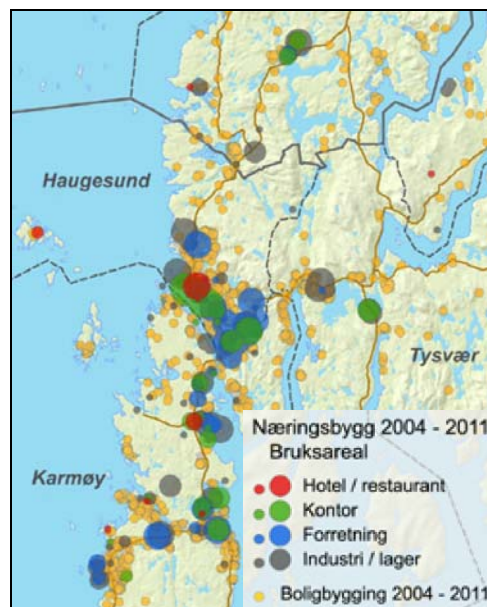 Haugesund
Tysvær
Karmøy
Næringsbygg 2004 - 2011
Bruksareal
Hotel / restaurant
Kontor
Forretning
Industri / lager
Boligbygging 2004 - 2011